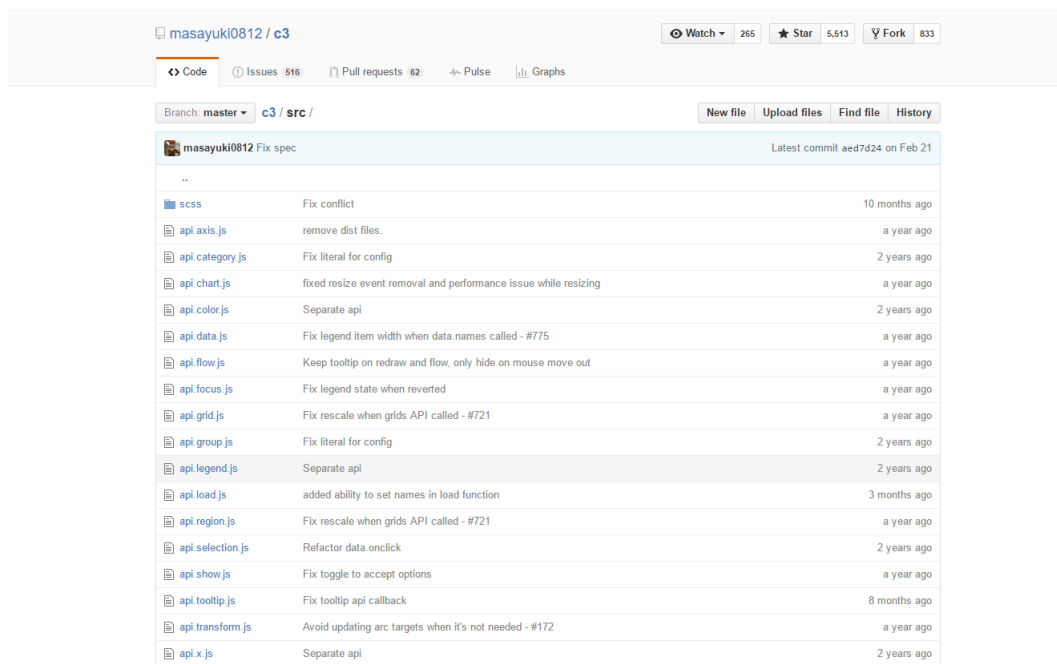 masayuki0812 / c3 Watch 265 Star 5,513 Fork 833
Code Issues 516 Pull requests 62 Pulse Graphs
Branch: master c3 / src / New file Upload files Find file History
masayuki0812 Fix spec Latest commit aed7d24 on Feb 21
..
scss Fix conflict 10 months ago
api.axis.js remove dist files. a year ago
api.category.js Fix literal for config 2 years ago
api.chart.js fixed resize event removal and performance issue while resizing a year ago
api.color.js Separate api 2 years ago
api.data.js Fix legend item width when data.names called - #775 a year ago
api.flow.js Keep tooltip on redraw and flow, only hide on mouse move out a year ago
api.focus.js Fix legend state when reverted a year ago
api.grid.js Fix rescale when grids API called - #721 a year ago
api.group.js Fix literal for config 2 years ago
api.legend.js Separate api 2 years ago
api.load.js added ability to set names in load function 3 months ago
api.region.js Fix rescale when grids API called - #721 a year ago
api.selection.js Refactor data.onclick 2 years ago
api.show.js Fix toggle to accept options a year ago
api.tooltip.js Fix tooltip api callback 8 months ago
api.transform.js Avoid updating arc targets when it's not needed - #172 a year ago
api.x.js Separate api 2 years ago